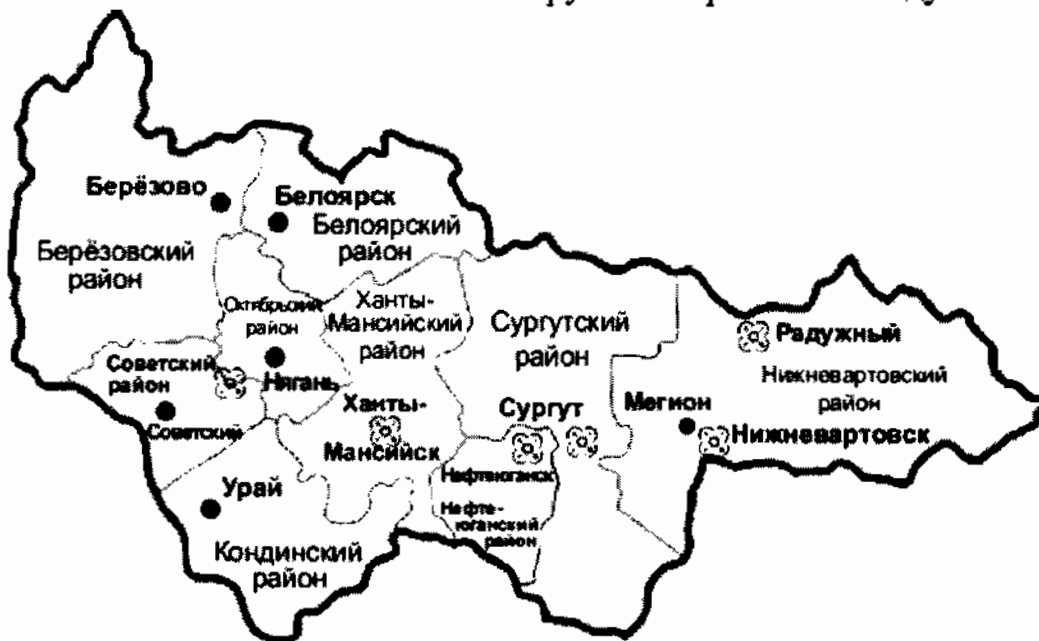 Берёзово
Белоярск
Белоярский
район
Берёзовский
район
Октябрьский
район
Ханты-
Мансийский
район
Сургутский
район
Радужный
Советский
район
Нягань
Нижневартовский
район
Советский
Ханты-
Мансийск
Сургут
Мегион
Нижневартовск
Нефтеюганск
Урай
Нефте-
юганский
район
Кондинский
район